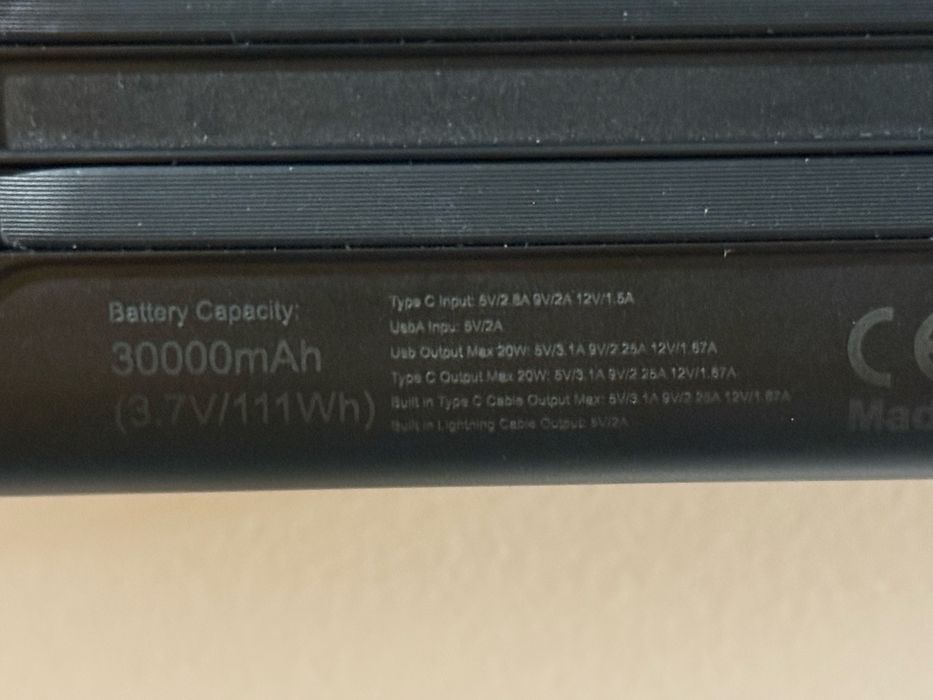 Battery Capacity:
30000mAh
(3.7V/111Wh)
Type C Input: 5V/2.8A 9V/2A 12V/1.5A
UsbA Inpu: 5V/2A
Usb Output Max 20W: 5V/3.1A 9V/2.25A 12V/1.67A
Type C Output Max 20W: 5V/3.1A 9V/2.25A 12V/1.67A
Built in Type C Cable Output Max: 5V/3.1A 9V/2.25A 12V/1.67A
Built in Lightning Cable Output: 5V/2A
CE
Mad